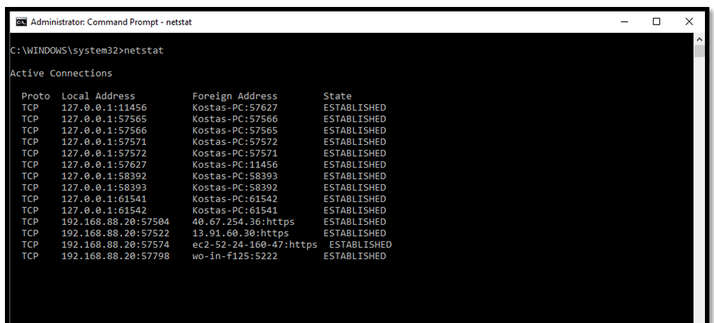 Administrator: Command Prompt - netstat
C:\WINDOWS\system32>netstat
Active Connections
Proto  Local Address          Foreign Address        State
TCP    127.0.0.1:11456        Kostas-PC:57627        ESTABLISHED
TCP    127.0.0.1:57565        Kostas-PC:57566        ESTABLISHED
TCP    127.0.0.1:57566        Kostas-PC:57565        ESTABLISHED
TCP    127.0.0.1:57571        Kostas-PC:57572        ESTABLISHED
TCP    127.0.0.1:57572        Kostas-PC:57571        ESTABLISHED
TCP    127.0.0.1:57627        Kostas-PC:11456        ESTABLISHED
TCP    127.0.0.1:58392        Kostas-PC:58393        ESTABLISHED
TCP    127.0.0.1:58393        Kostas-PC:58392        ESTABLISHED
TCP    127.0.0.1:61541        Kostas-PC:61542        ESTABLISHED
TCP    127.0.0.1:61542        Kostas-PC:61541        ESTABLISHED
TCP    192.168.88.20:57504    40.67.254.36:https     ESTABLISHED
TCP    192.168.88.20:57522    13.91.60.30:https      ESTABLISHED
TCP    192.168.88.20:57574    ec2-52-24-160-47:https  ESTABLISHED
TCP    192.168.88.20:57798    wo-in-f125:5222        ESTABLISHED